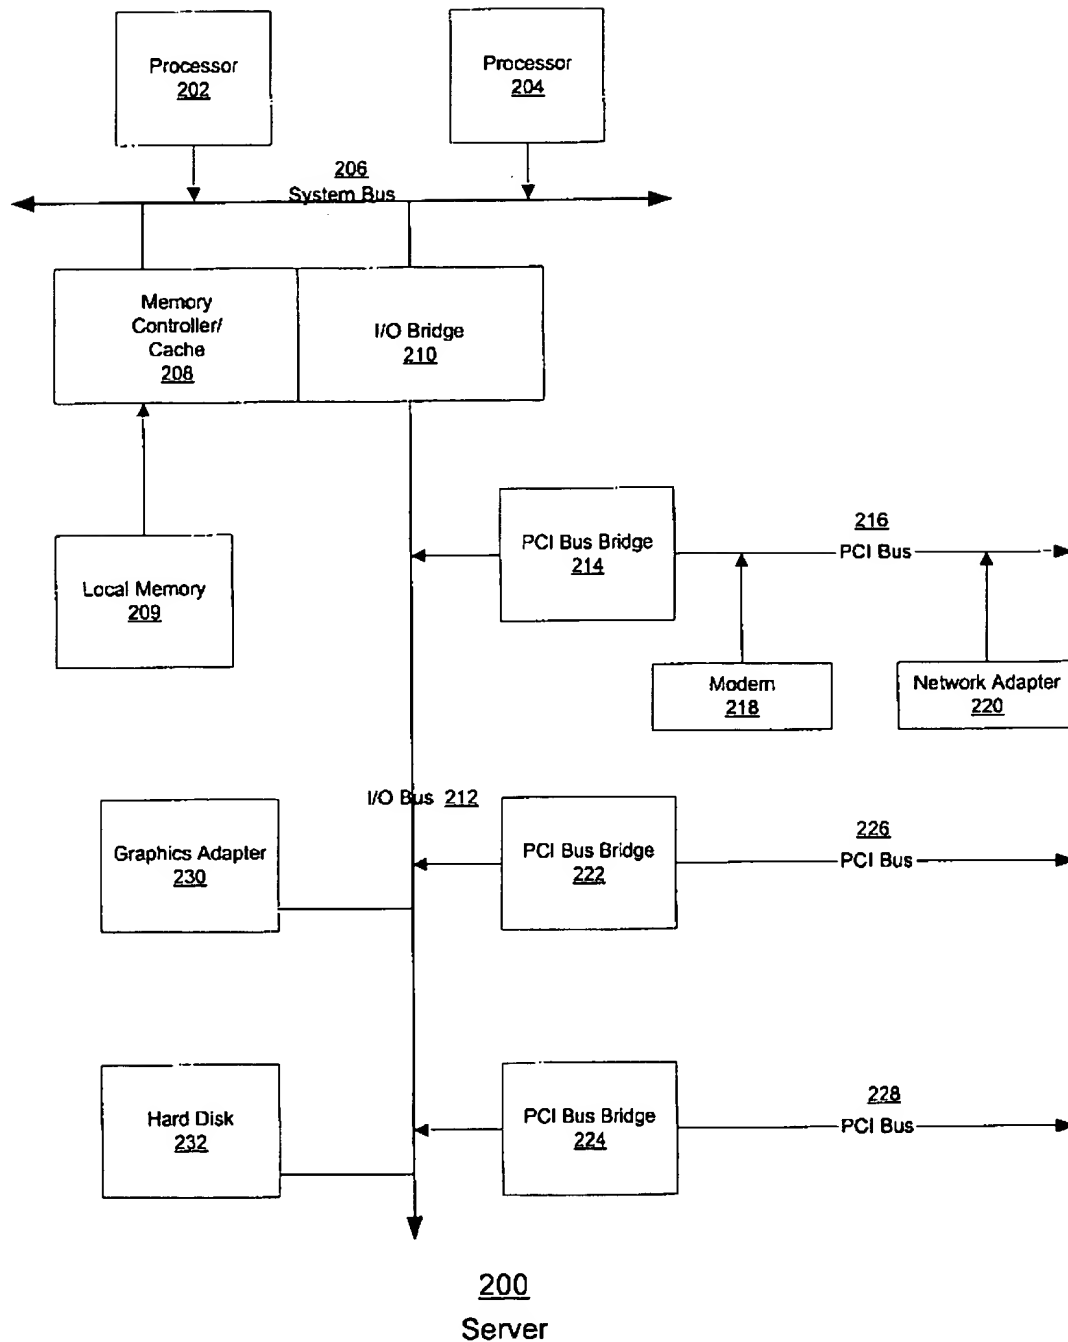 Processor
202
Processor
204
206
System Bus
Memory
Controller/
Cache
208
I/O Bridge
210
PCI Bus Bridge
214
216
PCI Bus
Local Memory
209
Modem
218
Network Adapter
220
I/O Bus 212
Graphics Adapter
230
PCI Bus Bridge
222
226
PCI Bus
Hard Disk
232
PCI Bus Bridge
224
228
PCI Bus
200
Server